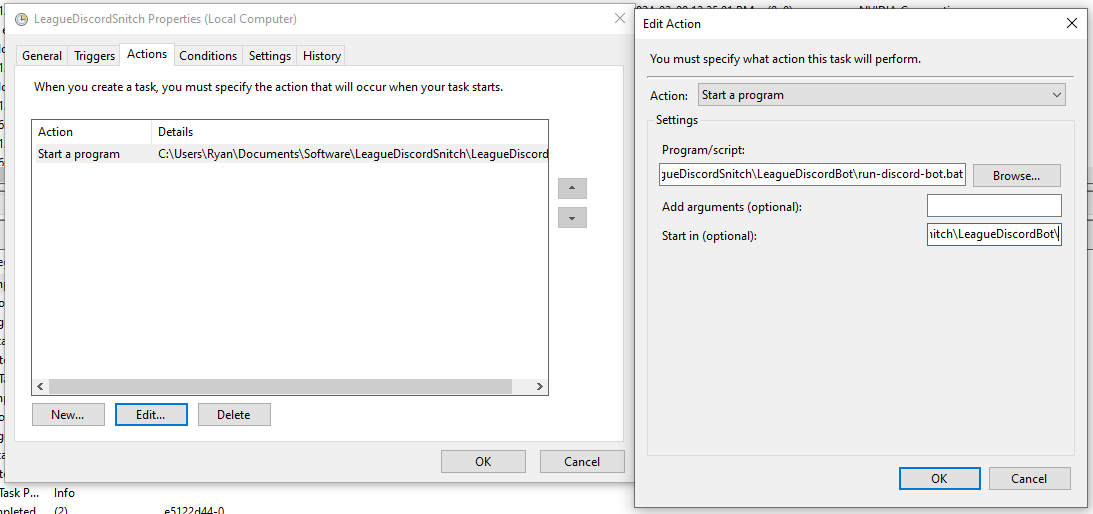 LeagueDiscordSnitch Properties (Local Computer)
General Triggers Actions Conditions Settings History
When you create a task, you must specify the action that will occur when your task starts.
Action Details
Start a program C:\Users\Ryan\Documents\Software\LeagueDiscordSnitch\LeagueDiscord
New... Edit... Delete
OK Cancel
Task P... Info
(2) e5122d44-0
Edit Action
You must specify what action this task will perform.
Action: Start a program
Settings
Program/script:
gueDiscordSnitch\LeagueDiscordBot\run-discord-bot.bat Browse...
Add arguments (optional):
Start in (optional): nitch\LeagueDiscordBot\
OK Cancel